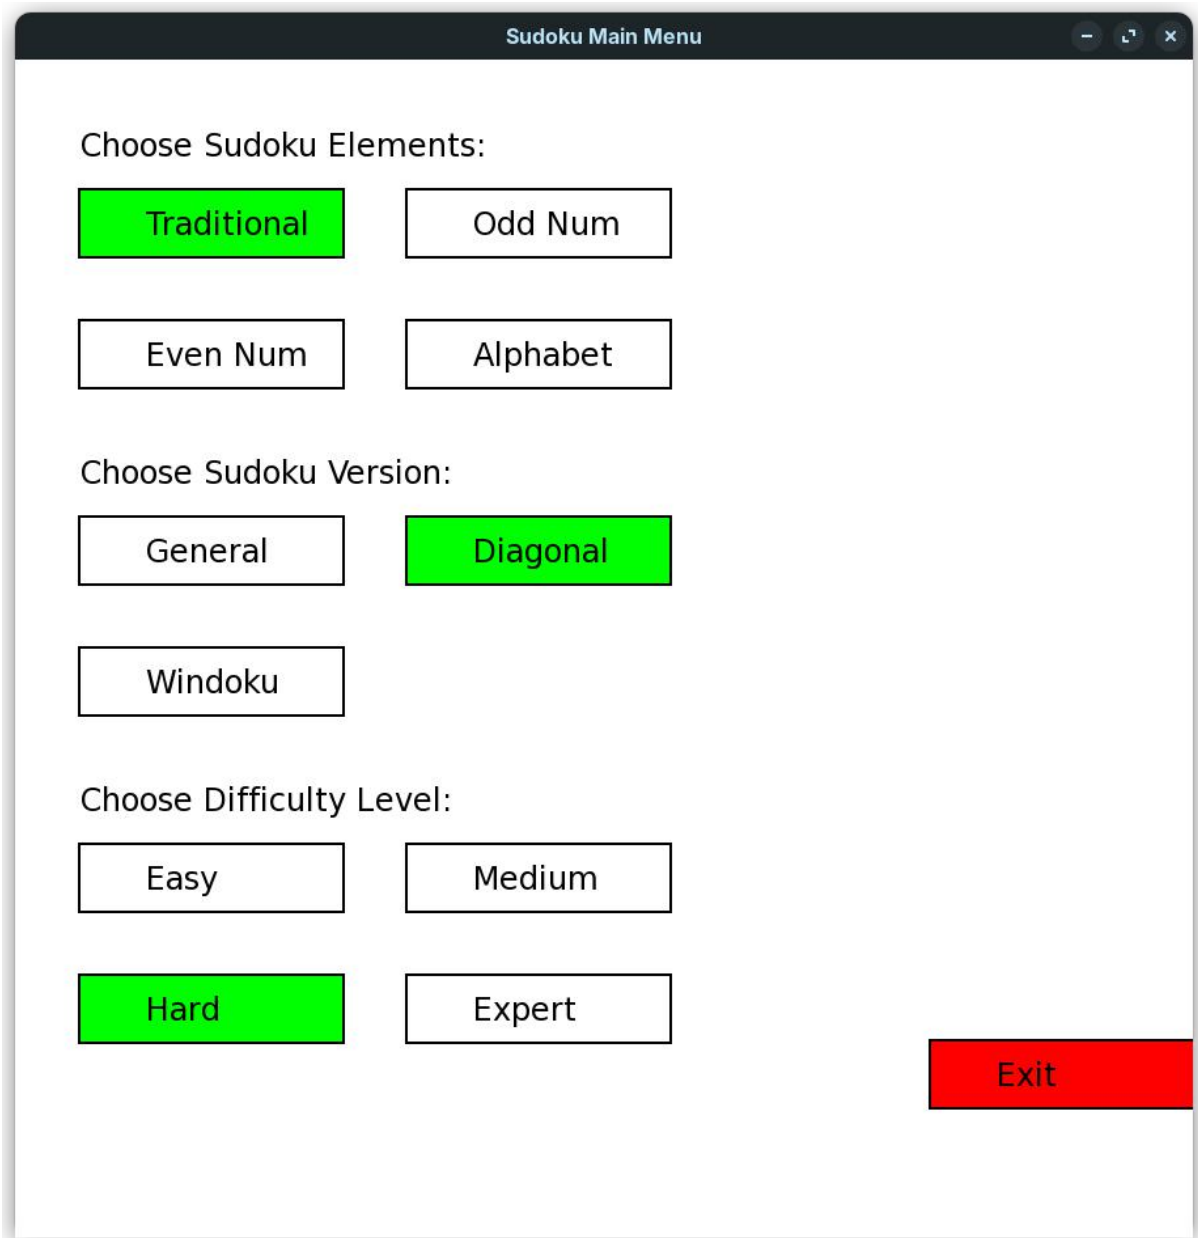 Sudoku Main Menu
Choose Sudoku Elements:
Traditional
Odd Num
Even Num
Alphabet
Choose Sudoku Version:
General
Diagonal
Windoku
Choose Difficulty Level:
Easy
Medium
Hard
Expert
Exit